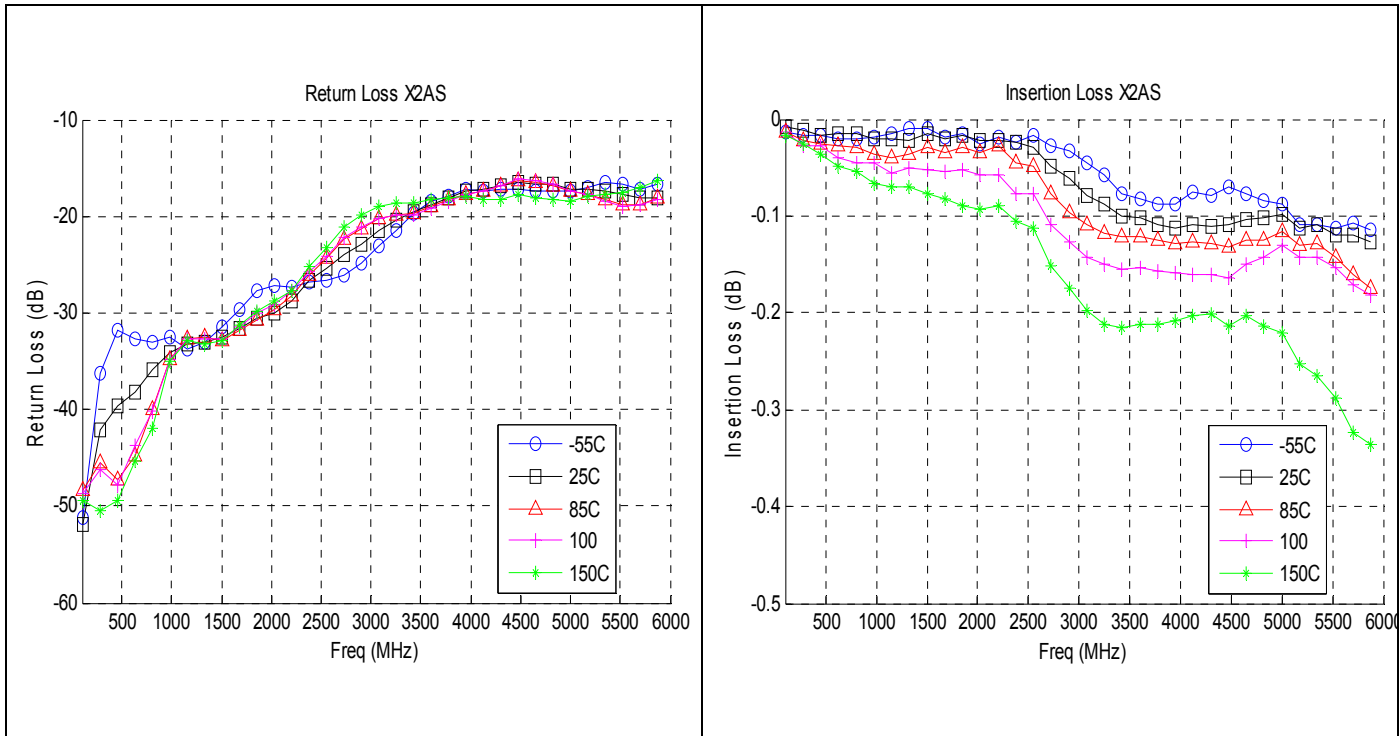 Return Loss X2AS
-10
-20
-30
-40
-50
-60
Return Loss (dB)
500 1000 1500 2000 2500 3000 3500 4000 4500 5000 5500 6000
Freq (MHz)
-55C
25C
85C
100
150C
Insertion Loss X2AS
0
-0.1
-0.2
-0.3
-0.4
-0.5
Insertion Loss (dB)
500 1000 1500 2000 2500 3000 3500 4000 4500 5000 5500 6000
Freq (MHz)
-55C
25C
85C
100
150C